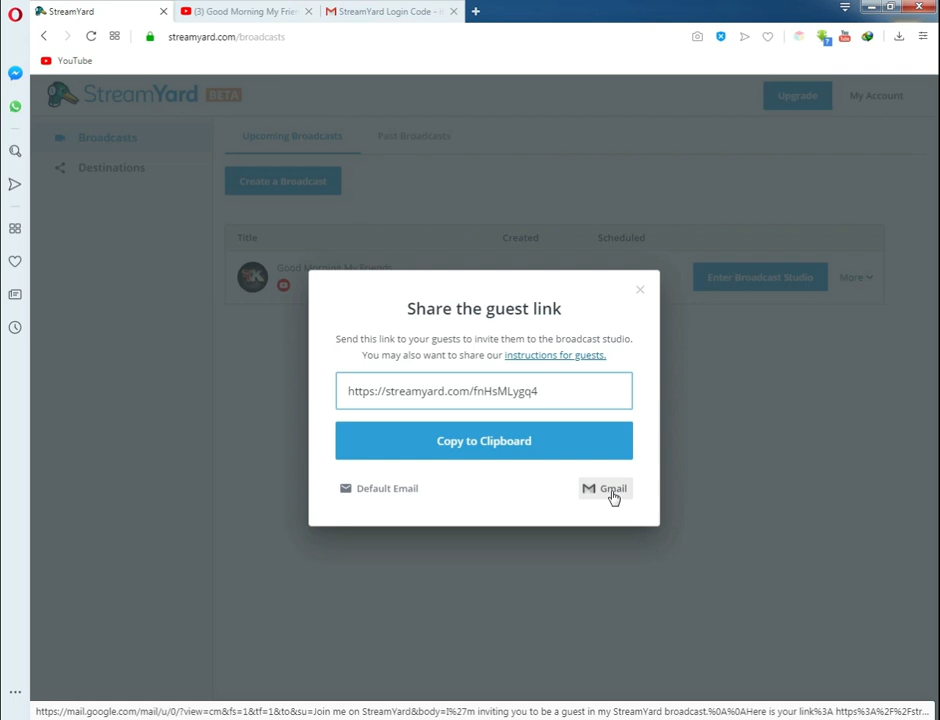 StreamYard
(3) Good Morning My Frie
StreamYard Login Code -
streamyard.com/broadcasts
YouTube
StreamYard BETA
Upgrade
My Account
Broadcasts
Destinations
Upcoming Broadcasts
Past Broadcasts
Create a Broadcast
Title
Created
Scheduled
Good Morning My Friends
Enter Broadcast Studio
More
Share the guest link
Send this link to your guests to invite them to the broadcast studio.
You may also want to share our instructions for guests.
https://streamyard.com/fnHsMLygq4
Copy to Clipboard
Default Email
Gmail
https://mail.google.com/mail/u/0/?view=cm&fs=1&tf=1&to&su=Join me on StreamYard&body=I%27m inviting you to be a guest in my StreamYard broadcast.%0A%0AHere is your link%3A https%3A%2F%2Fstr...